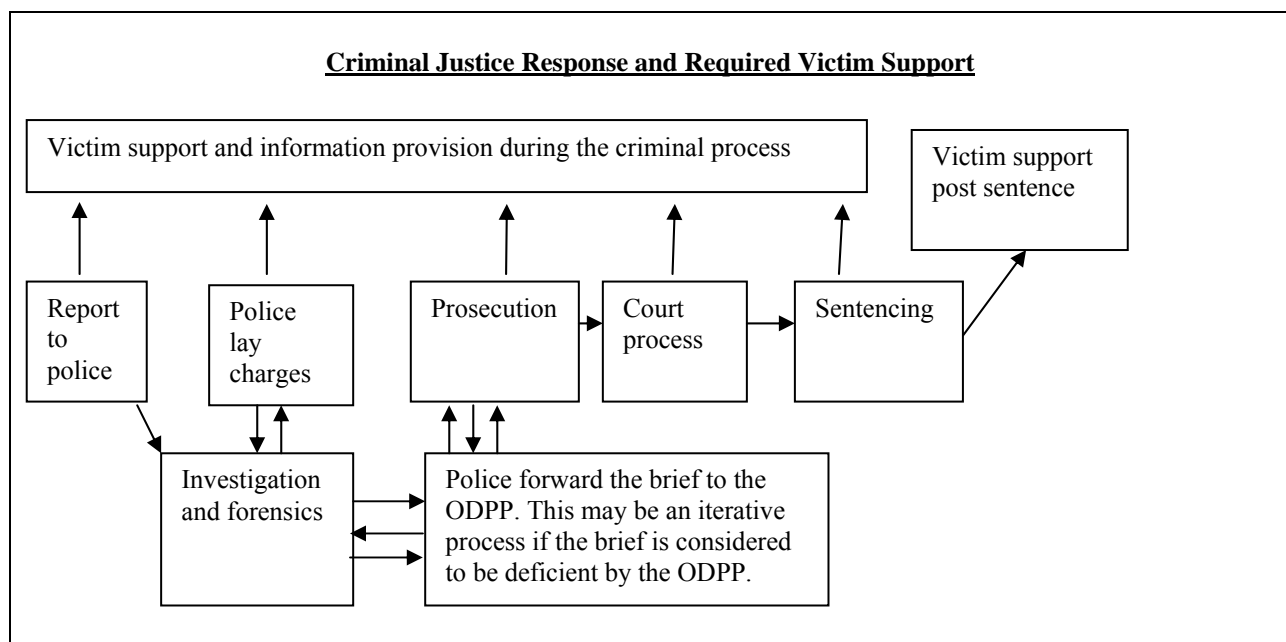 Criminal Justice Response and Required Victim Support
Victim support and information provision during the criminal process
Victim support
post sentence
Report
to
police
Police
lay
charges
Prosecution
Court
process
Sentencing
Investigation
and forensics
Police forward the brief to the
ODPP. This may be an iterative
process if the brief is considered
to be deficient by the ODPP.